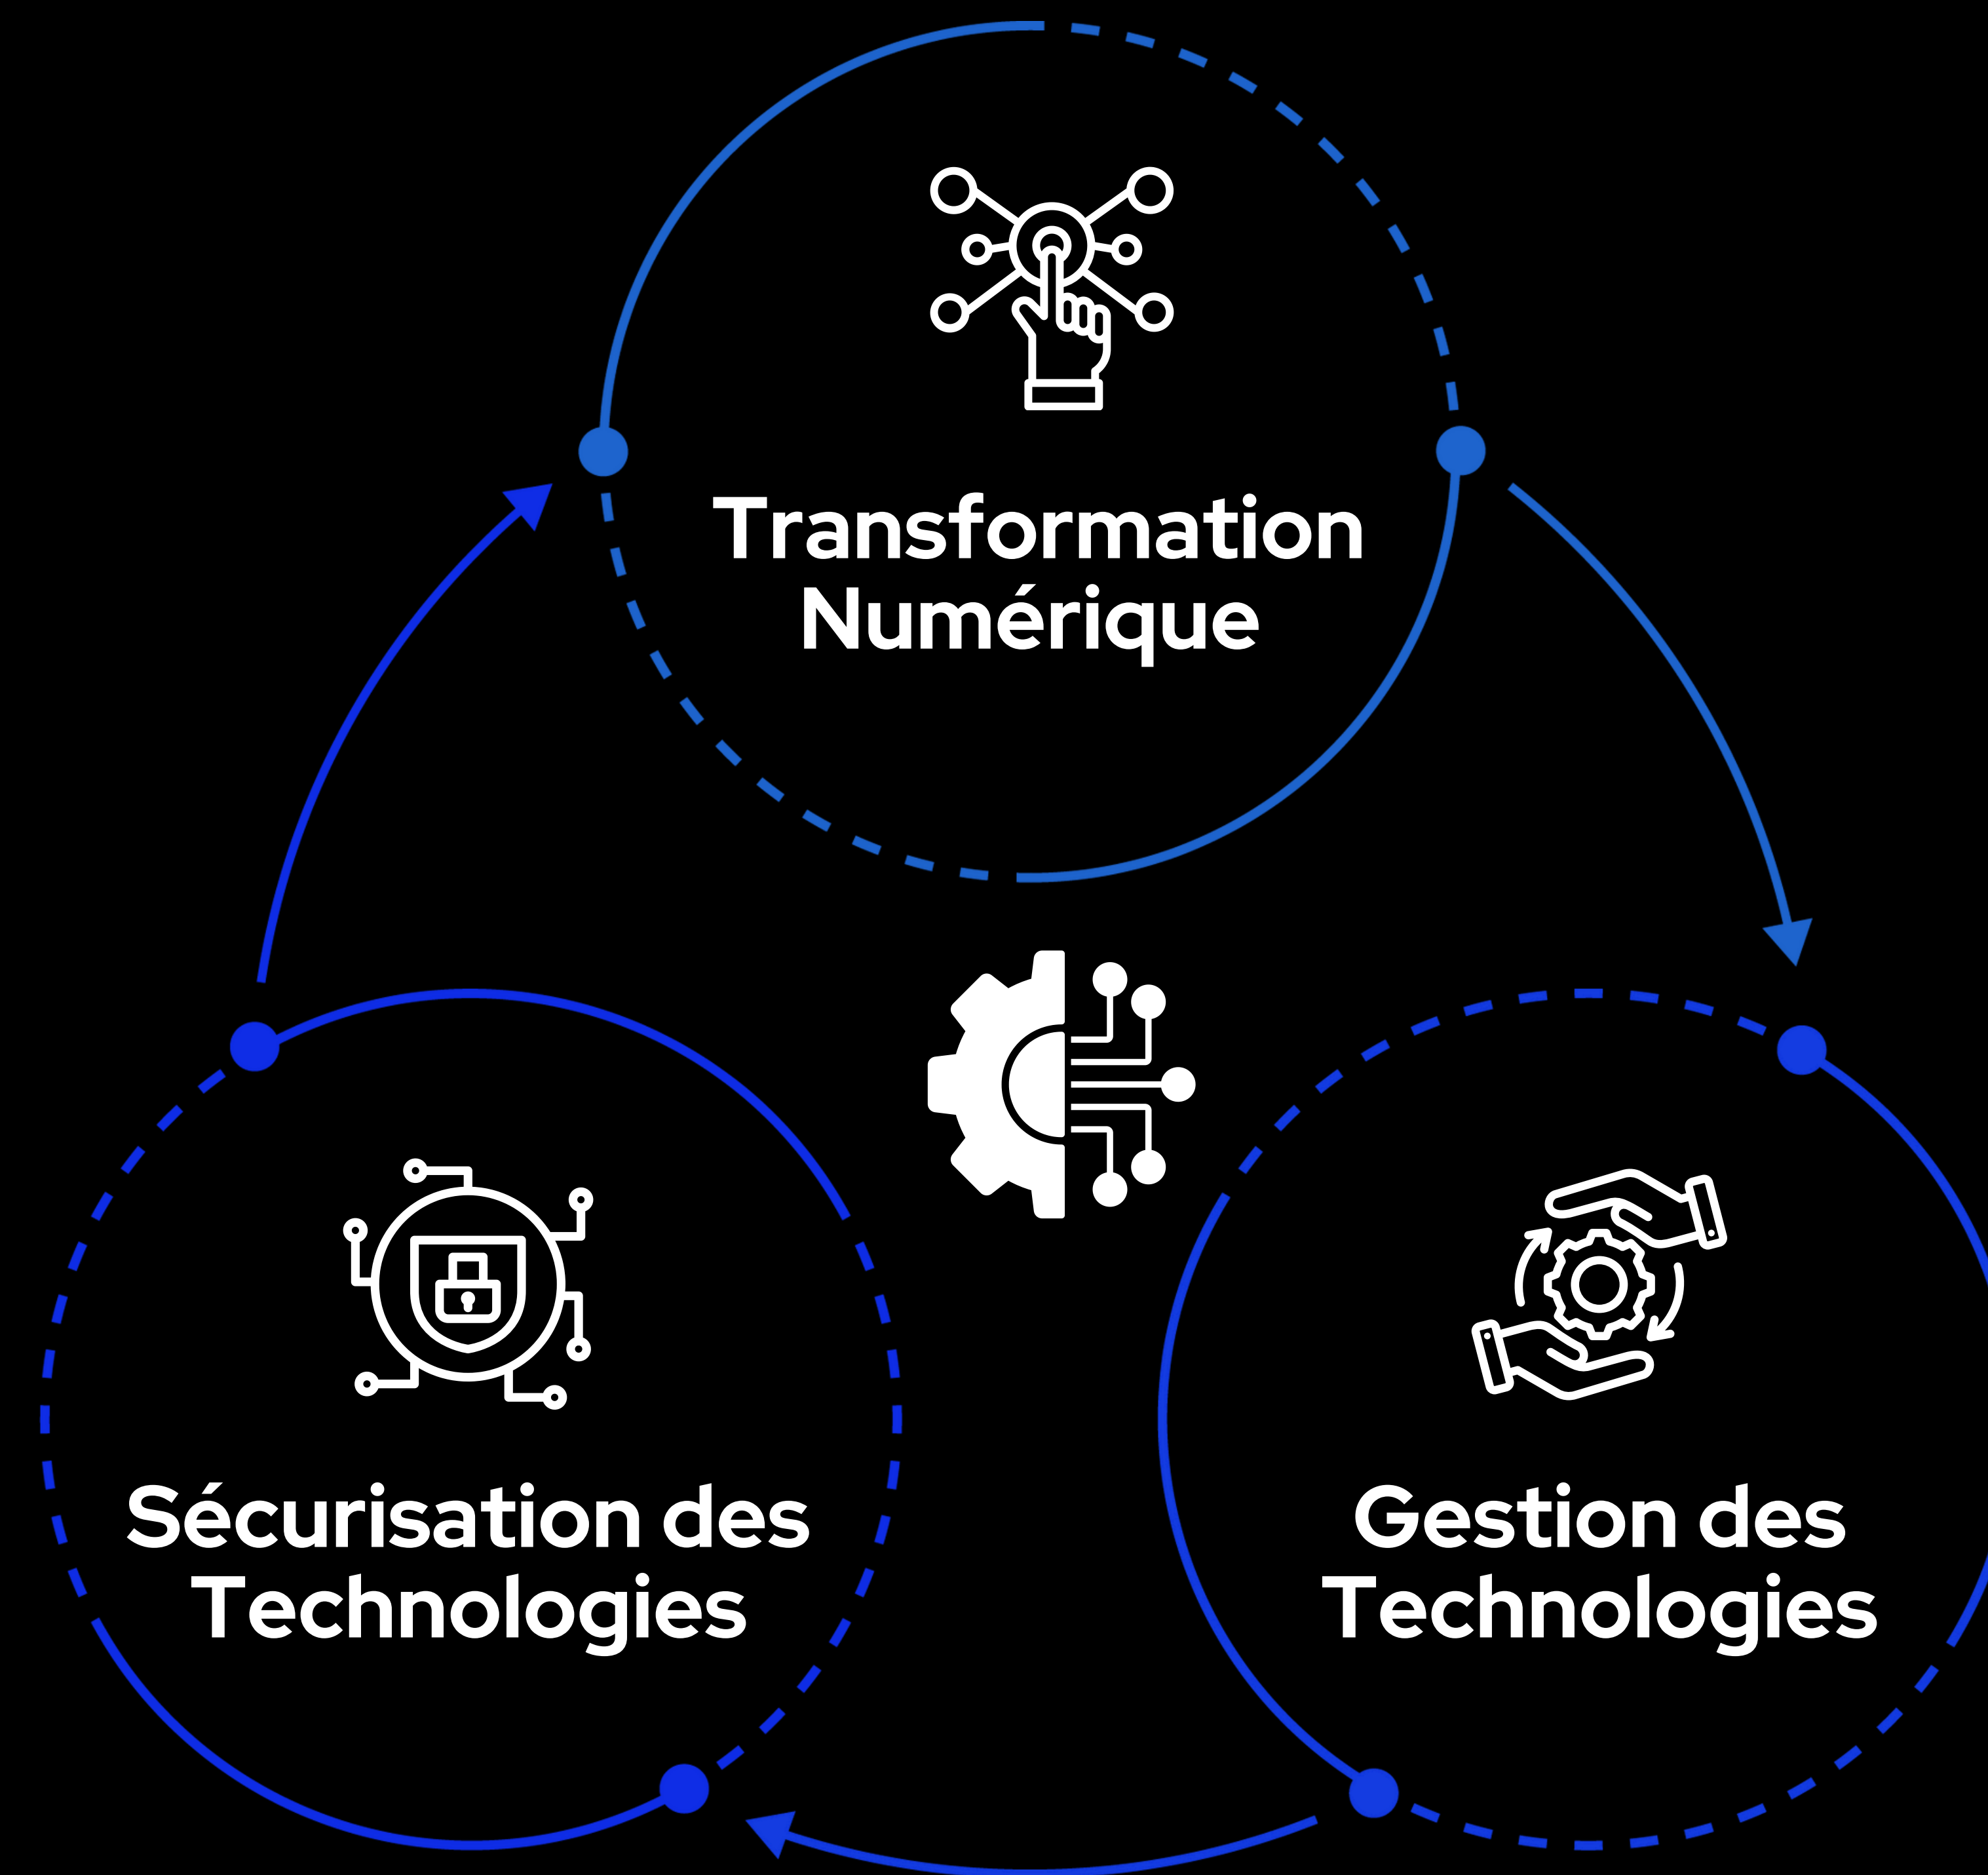 Transformation
Numérique
Sécurisation des
Technologies
Gestion des
Technologies